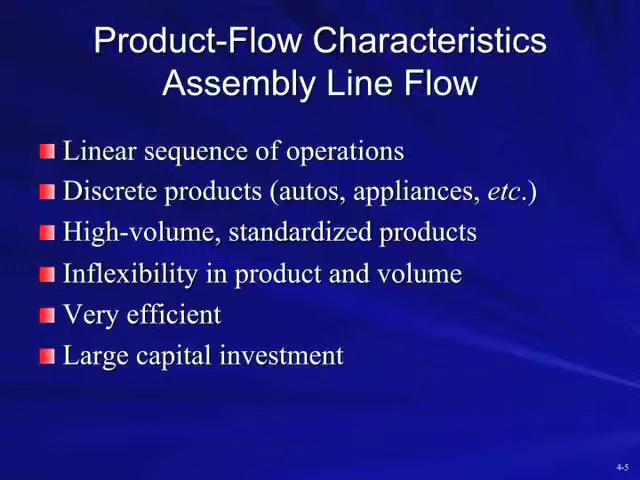 Product-Flow Characteristics
Assembly Line Flow
Linear sequence of operations
Discrete products (autos, appliances, etc.)
High-volume, standardized products
Inflexibility in product and volume
Very efficient
Large capital investment
4-5